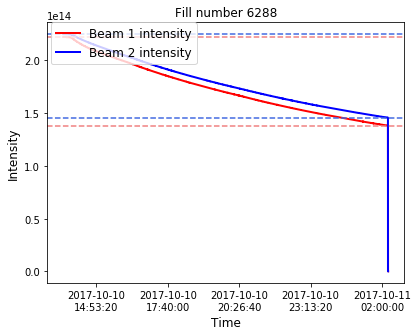 Fill number 6288
1e14
Beam 1 intensity
Beam 2 intensity
2.0
1.5
1.0
0.5
0.0
Intensity
2017-10-10 2017-10-10 2017-10-10 2017-10-10 2017-10-11
14:53:20 17:40:00 20:26:40 23:13:20 02:00:00
Time